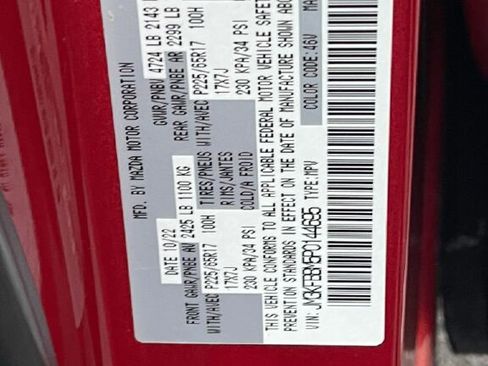 MFD. BY MAZDA MOTOR CORPORATION
DATE 10/22 GVWR/PNBV 4724 LB 2143
FRONT GAWR/PNBE AV 2425 LB 1100 KG REAR GAWR/PNBE AR 2299 LB
WITH/AVEC P225/65R17 100H TIRES/PNEUS WITH/AVEC P225/65R17 100H
17X7J RIMS/JANTES 17X7J
230 KPA/34 PSI COLD/A FROID 230 KPA/34 PSI
THIS VEHICLE CONFORMS TO ALL APPLICABLE FEDERAL MOTOR VEHICLE SAFETY
STANDARDS IN EFFECT ON THE DATE OF MANUFACTURE SHOWN
VIN: TYPE:MPV COLOR CODE:46V MA